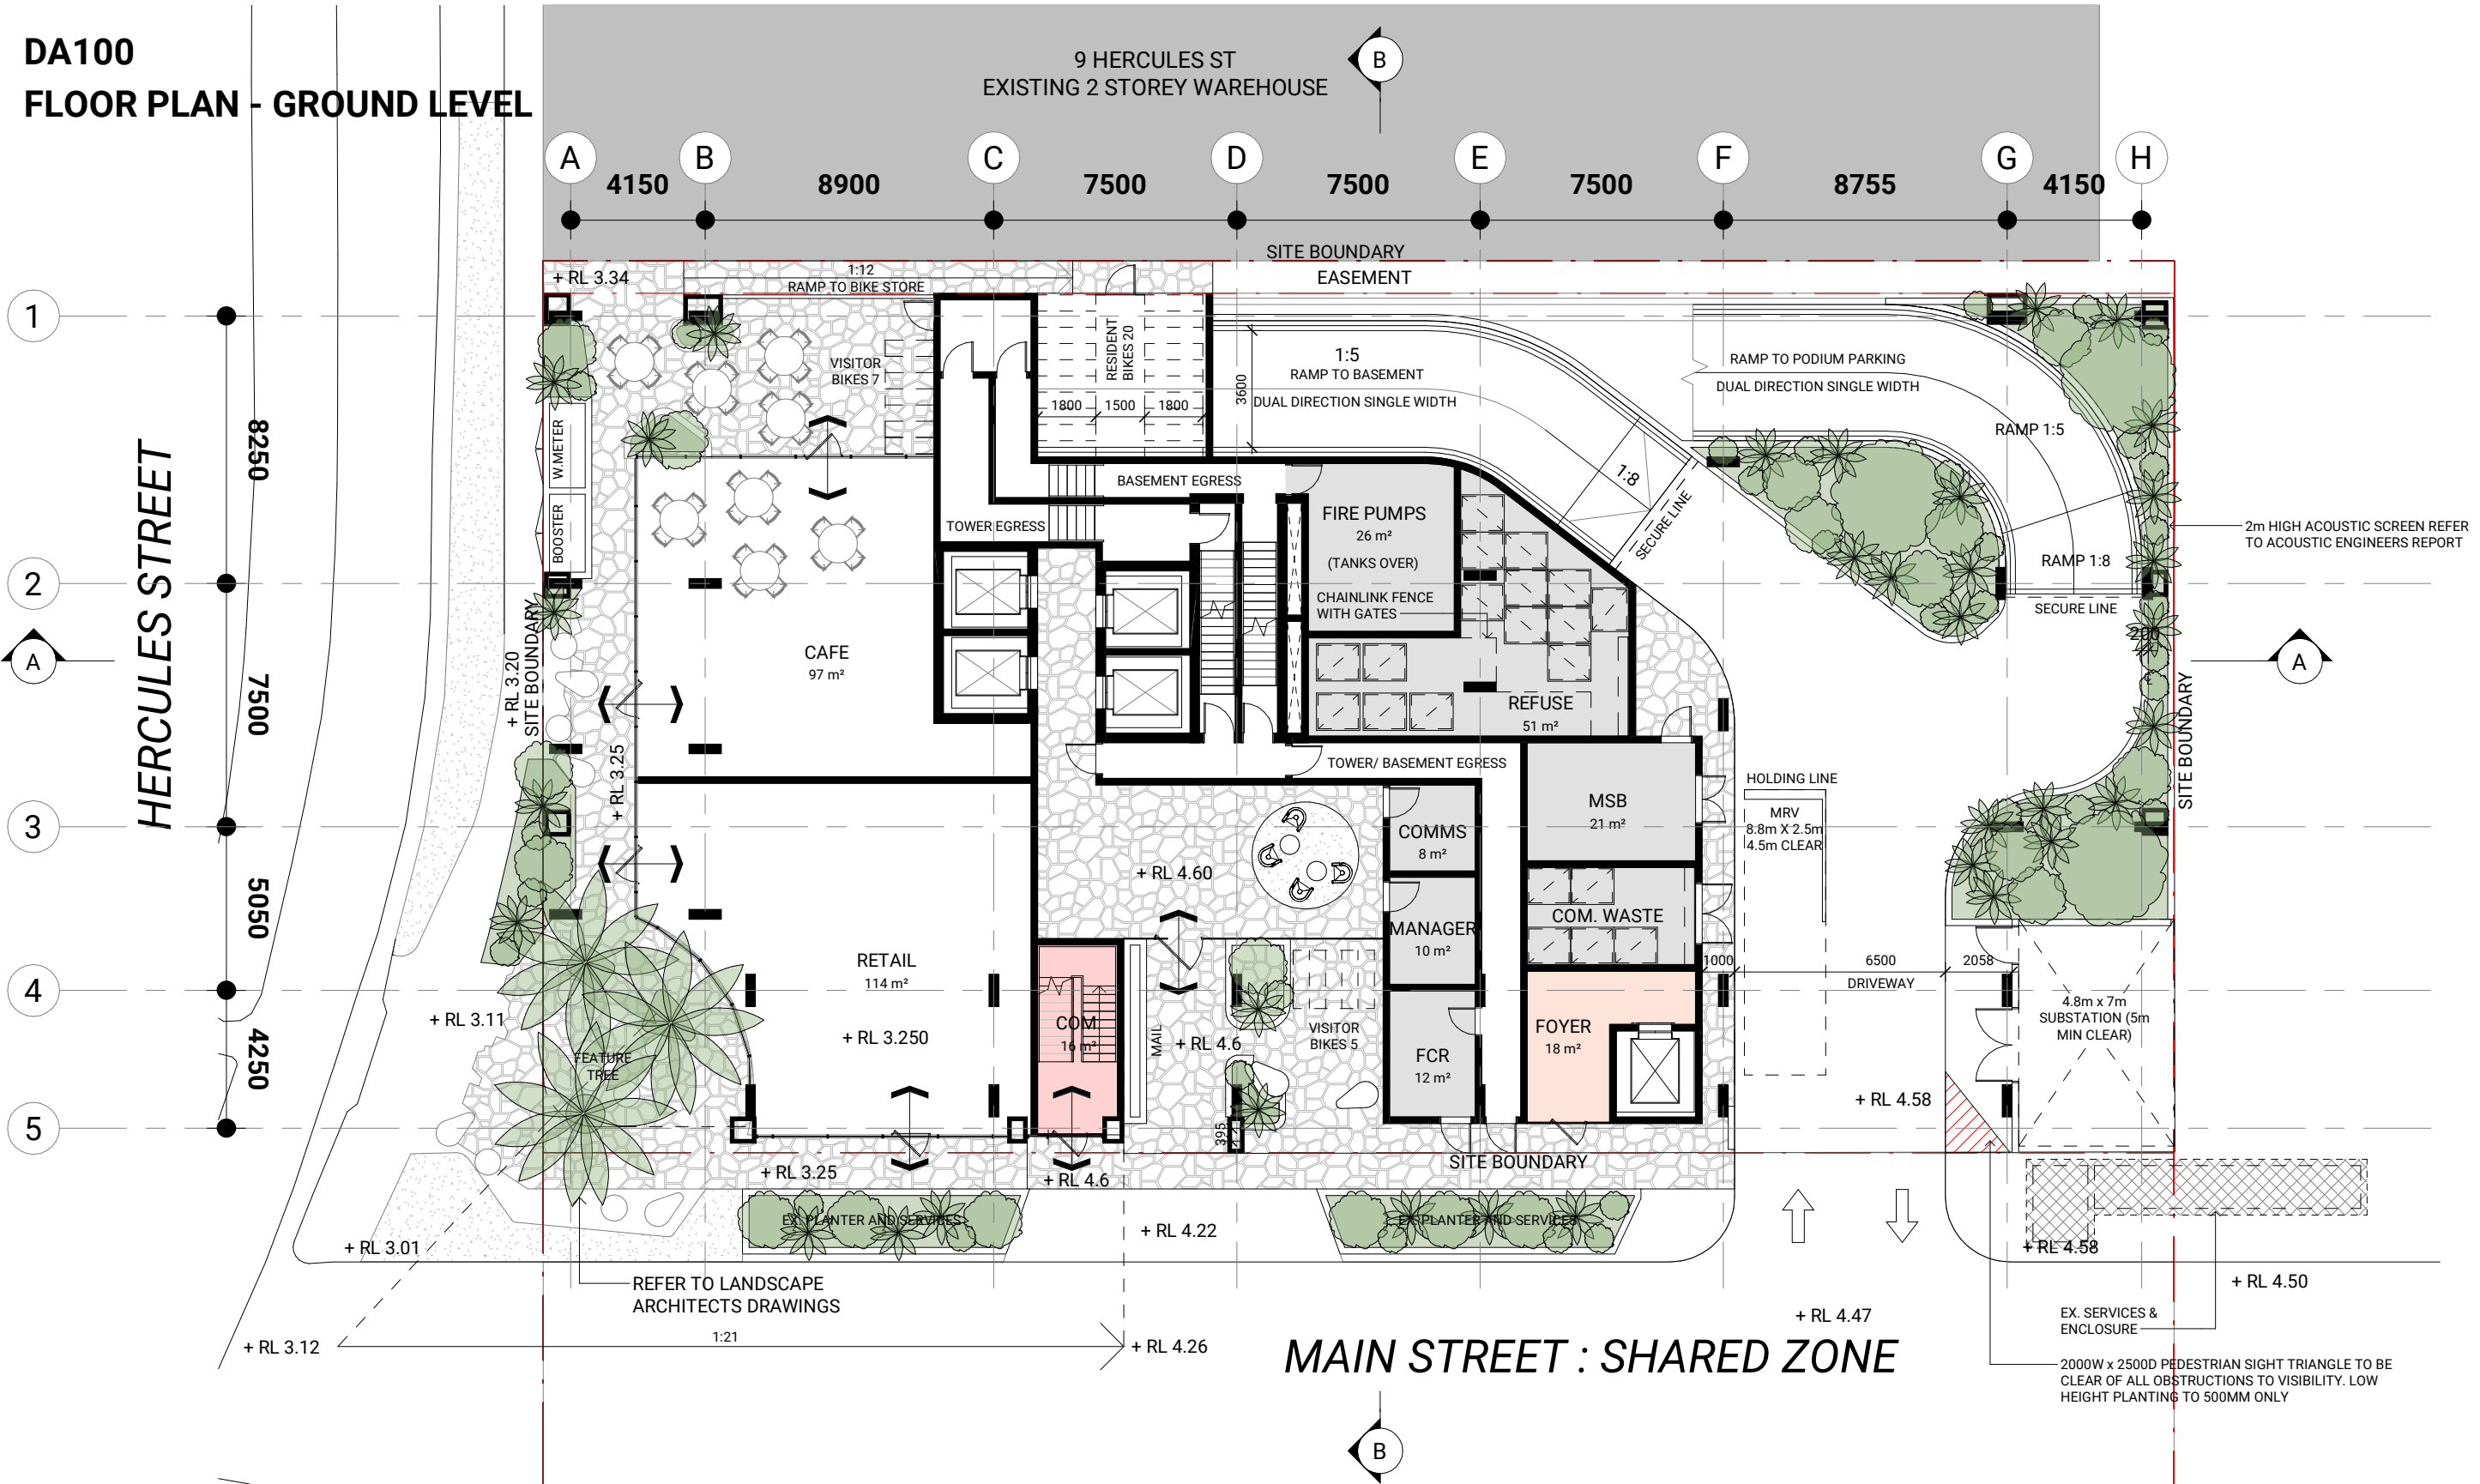 DA100
FLOOR PLAN - GROUND LEVEL
9 HERCULES ST
EXISTING 2 STOREY WAREHOUSE
B
A
B
C
D
E
F
G
H
4150
8900
7500
7500
7500
8755
4150
SITE BOUNDARY
EASEMENT
+ RL 3.34
1:12
RAMP TO BIKE STORE
1
2
3
4
5
8250
7500
5050
4250
HERCULES STREET
A
A
VISITOR
BIKES 7
RESIDENT
BIKES 20
1800
1500
1800
3600
1:5
RAMP TO BASEMENT
DUAL DIRECTION SINGLE WIDTH
RAMP TO PODIUM PARKING
DUAL DIRECTION SINGLE WIDTH
RAMP 1:5
1:8
SECURE LINE
RAMP 1:8
SECURE LINE
2m HIGH ACOUSTIC SCREEN REFER
TO ACOUSTIC ENGINEERS REPORT
200
SITE BOUNDARY
W.METER
BOOSTER
BASEMENT EGRESS
TOWER EGRESS
FIRE PUMPS
26 m²
(TANKS OVER)
CHAINLINK FENCE
WITH GATES
REFUSE
51 m²
+ RL 3.20
SITE BOUNDARY
CAFE
97 m²
+ RL 3.25
TOWER/ BASEMENT EGRESS
MSB
21 m²
HOLDING LINE
MRV
8.8m X 2.5m
4.5m CLEAR
COMMS
8 m²
+ RL 4.60
MANAGER
10 m²
COM. WASTE
1000
6500
2058
DRIVEWAY
RETAIL
114 m²
+ RL 3.250
+ RL 3.11
FEATURE
TREE
COM
16 m²
MAIL
+ RL 4.6
VISITOR
BIKES 5
FCR
12 m²
FOYER
18 m²
4.8m x 7m
SUBSTATION (5m
MIN CLEAR)
+ RL 4.58
395
SITE BOUNDARY
+ RL 3.25
+ RL 4.6
EX. PLANTER AND SERVICES
EX. PLANTER AND SERVICES
+ RL 4.22
+ RL 3.01
+ RL 4.58
+ RL 4.50
REFER TO LANDSCAPE
ARCHITECTS DRAWINGS
+ RL 4.47
EX. SERVICES &
ENCLOSURE
+ RL 3.12
1:21
+ RL 4.26
MAIN STREET : SHARED ZONE
2000W x 2500D PEDESTRIAN SIGHT TRIANGLE TO BE
CLEAR OF ALL OBSTRUCTIONS TO VISIBILITY. LOW
HEIGHT PLANTING TO 500MM ONLY
B